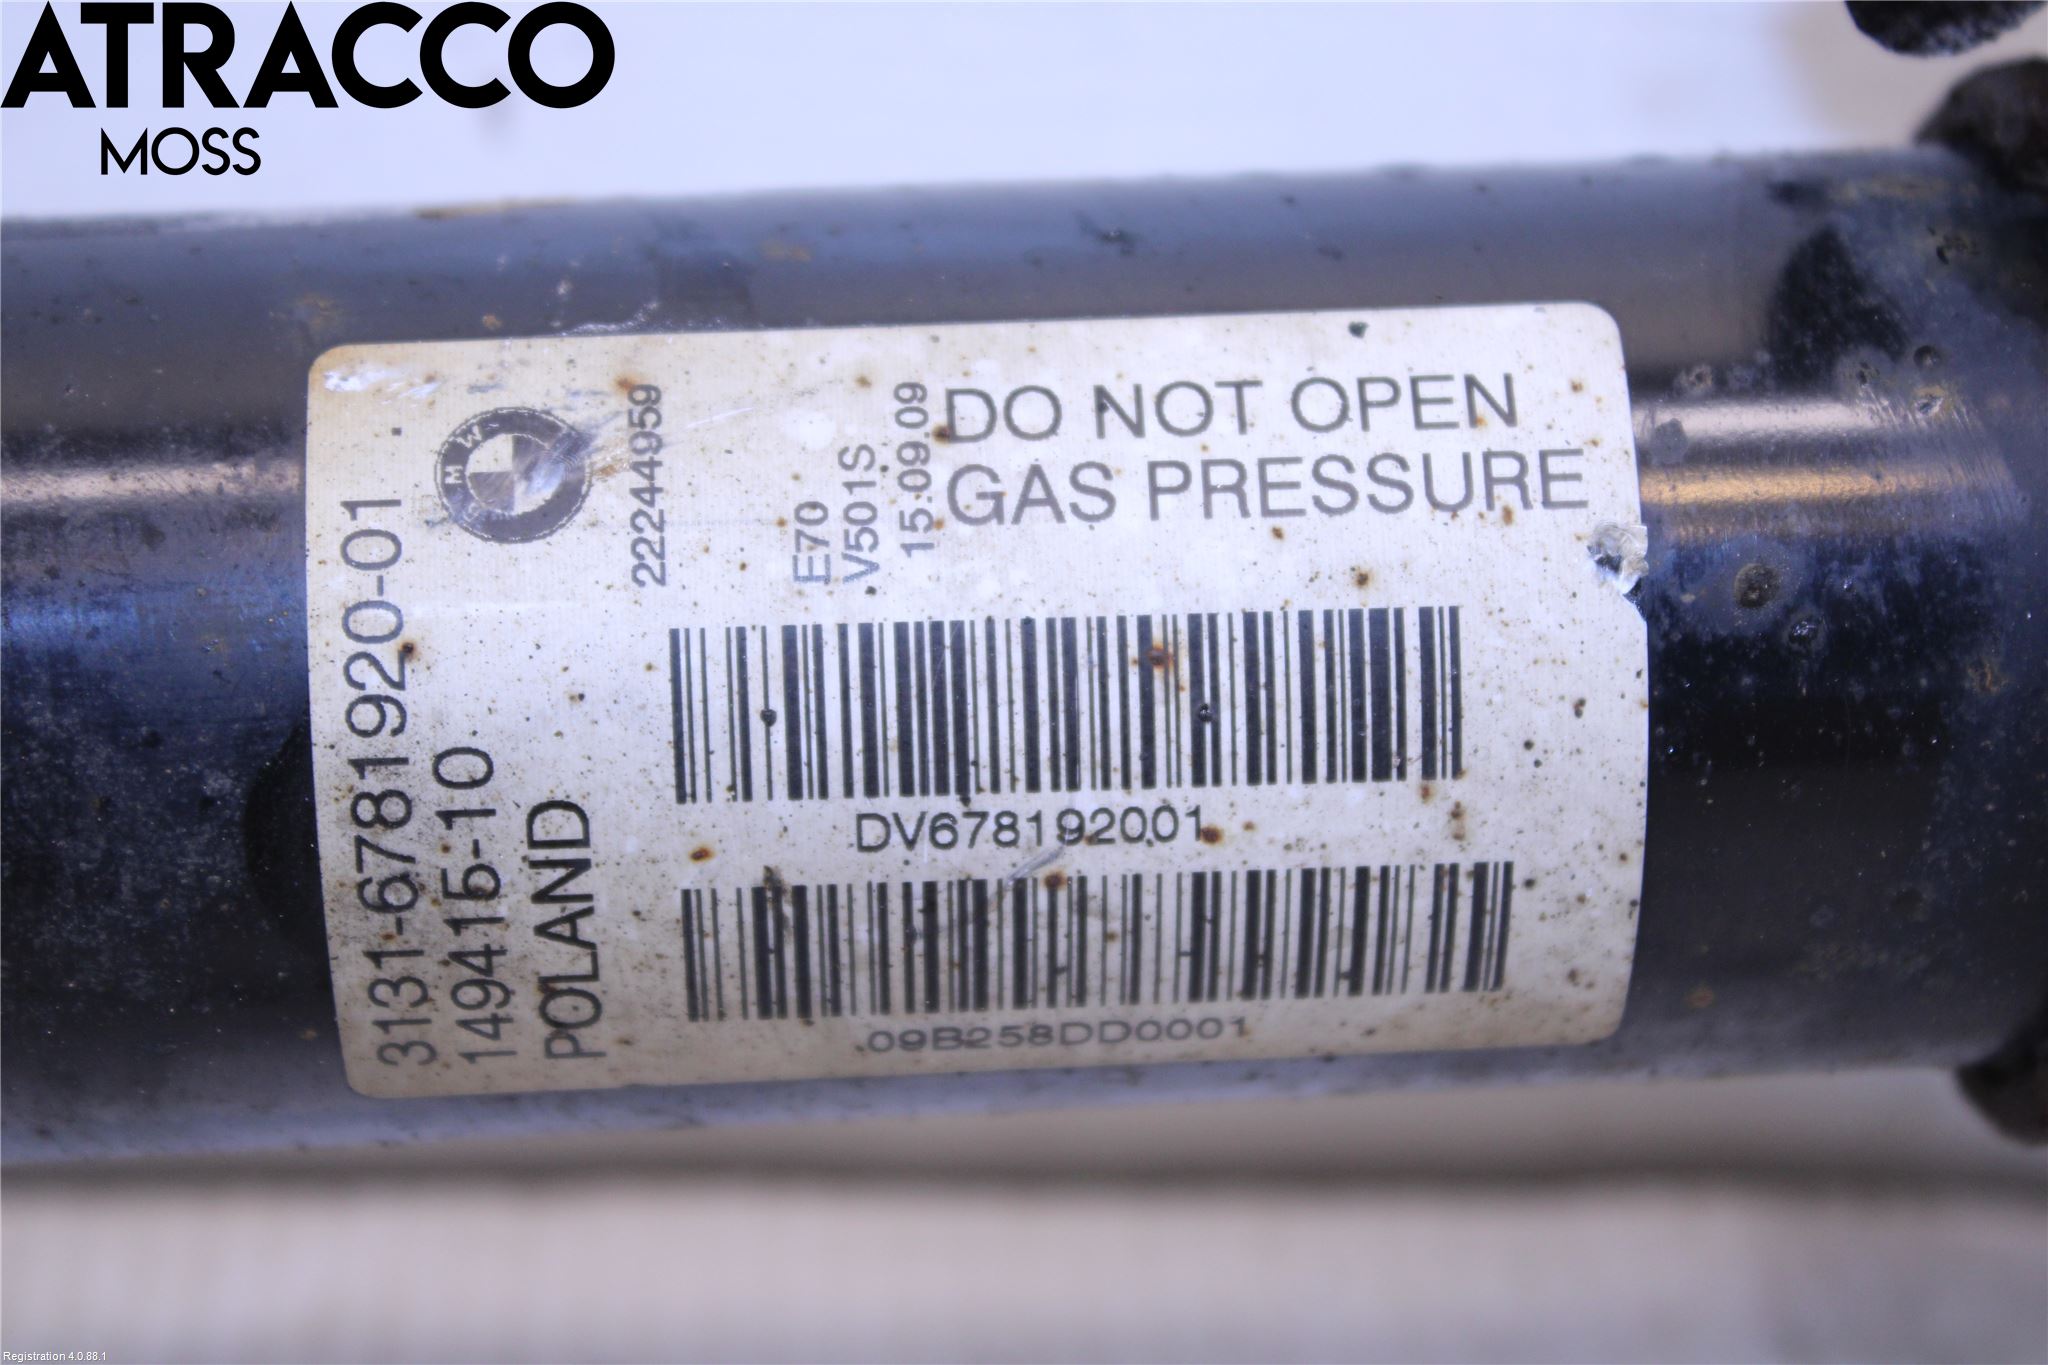 ATRACCO
MOSS
3131-6781920-01
149415-10
POLAND
BMW
22244959
E70
V501S
15.09.09
DO NOT OPEN
GAS PRESSURE
DV678192001
09B258DD0001
Registration 4.0.88.1